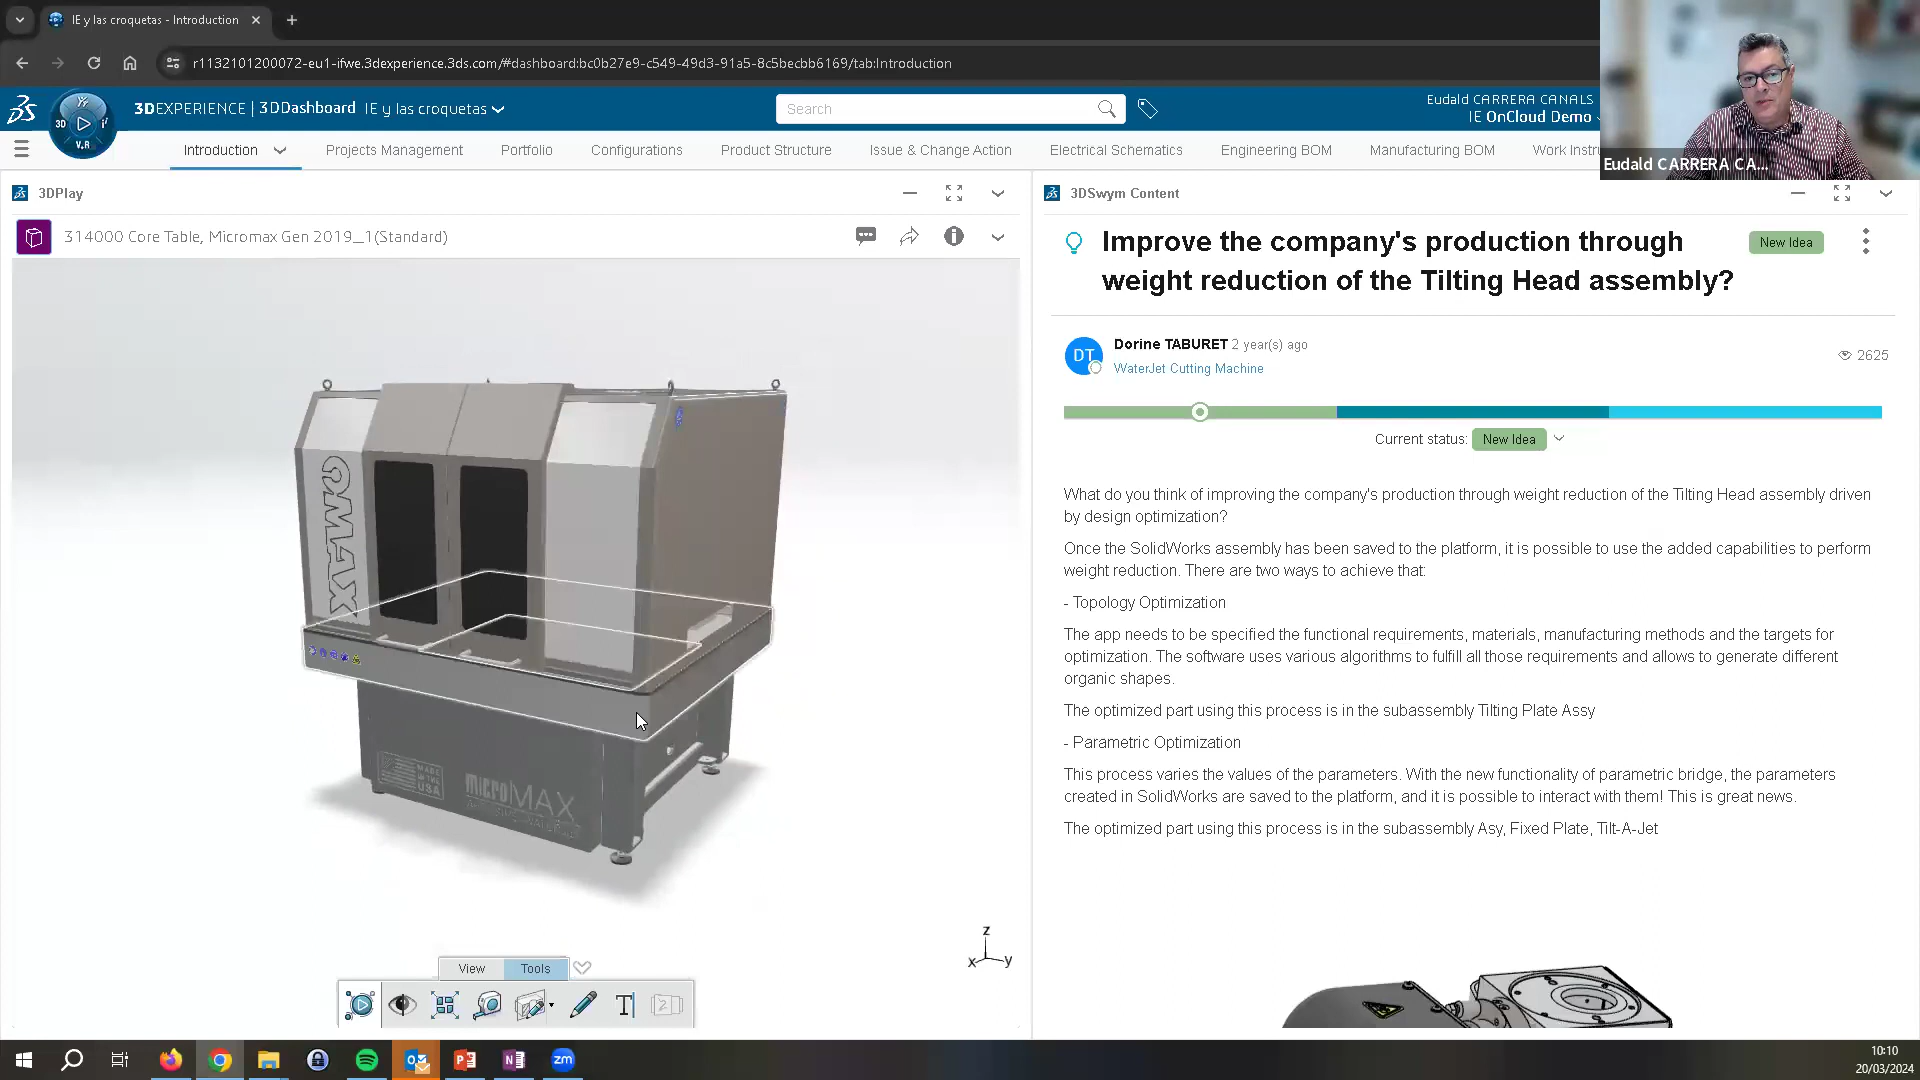 IE y las croquetas - Introduction
r1132101200072-eu1-ifwe.3dexperience.3ds.com/#dashboard:bc0b27e9-c549-49d3-91a5-8c5becbb6169/tab:Introduction
3D
V.R
3DEXPERIENCE | 3DDashboard IE y las croquetas
Search
Eudald CARRERA CANALS
IE OnCloud Demo
Eudald CARRERA CA...
Introduction
Projects Management
Portfolio
Configurations
Product Structure
Issue & Change Action
Electrical Schematics
Engineering BOM
Manufacturing BOM
Work Instru
3DPlay
314000 Core Table, Micromax Gen 2019_1(Standard)
OMAX
MADE
IN THE
USA
MicroMAX
z
x
y
View
Tools
3DSwym Content
Improve the company's production through
weight reduction of the Tilting Head assembly?
New Idea
DT
Dorine TABURET 2 year(s) ago
WaterJet Cutting Machine
2625
Current status: New Idea
What do you think of improving the company's production through weight reduction of the Tilting Head assembly driven
by design optimization?
Once the SolidWorks assembly has been saved to the platform, it is possible to use the added capabilities to perform
weight reduction. There are two ways to achieve that:
- Topology Optimization
The app needs to be specified the functional requirements, materials, manufacturing methods and the targets for
optimization. The software uses various algorithms to fulfill all those requirements and allows to generate different
organic shapes.
The optimized part using this process is in the subassembly Tilting Plate Assy
- Parametric Optimization
This process varies the values of the parameters. With the new functionality of parametric bridge, the parameters
created in SolidWorks are saved to the platform, and it is possible to interact with them! This is great news.
The optimized part using this process is in the subassembly Asy, Fixed Plate, Tilt-A-Jet
zm
10:10
20/03/2024